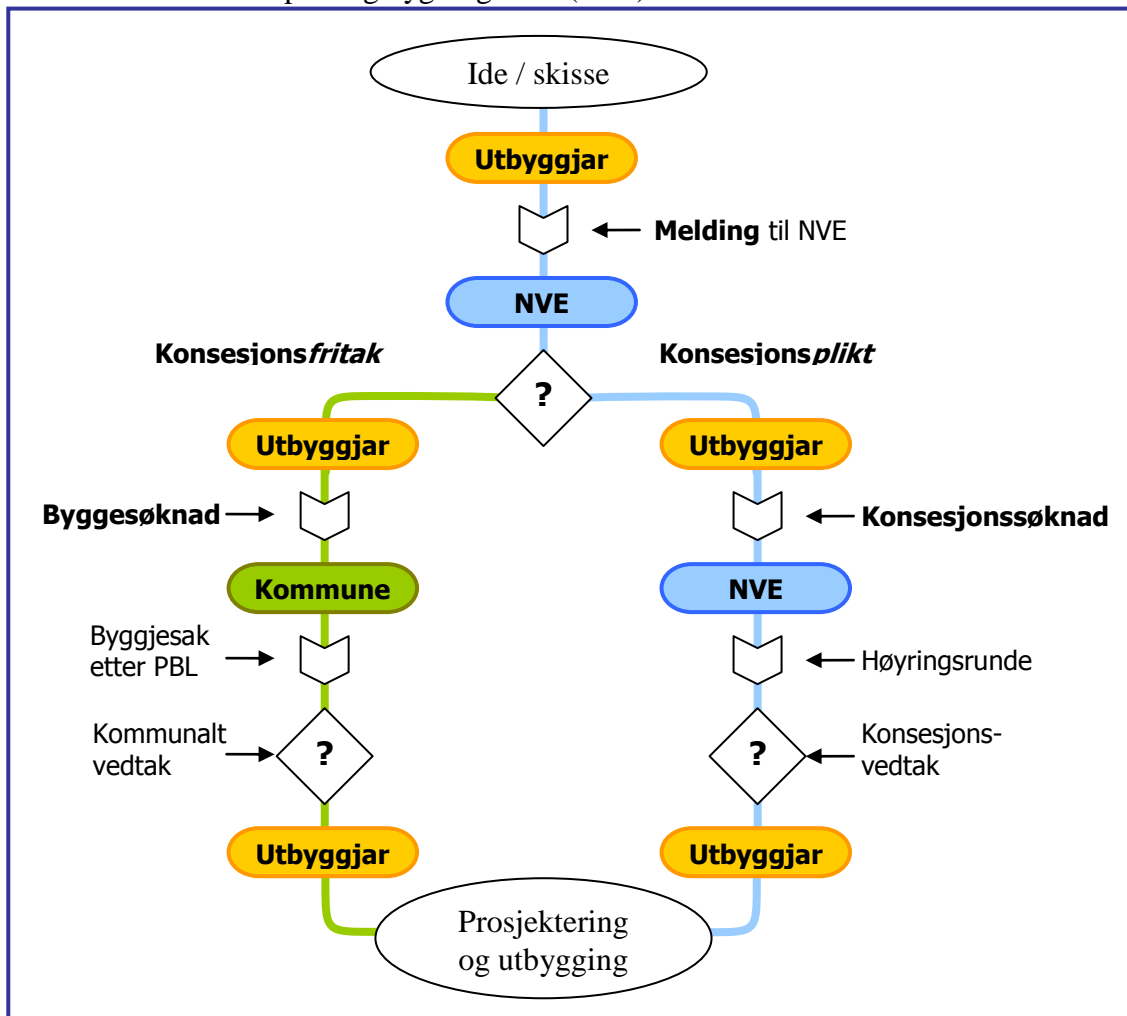 Ide / skisse
Utbyggjar
Melding til NVE
NVE
Konsesjonsfritak
Konsesjonsplikt
?
Utbyggjar
Utbyggjar
Byggesøknad
Konsesjonssøknad
Kommune
NVE
Byggjesak
etter PBL
Høyringsrunde
Kommunalt
vedtak
?
?
Konsesjons-
vedtak
Utbyggjar
Utbyggjar
Prosjektering
og utbygging